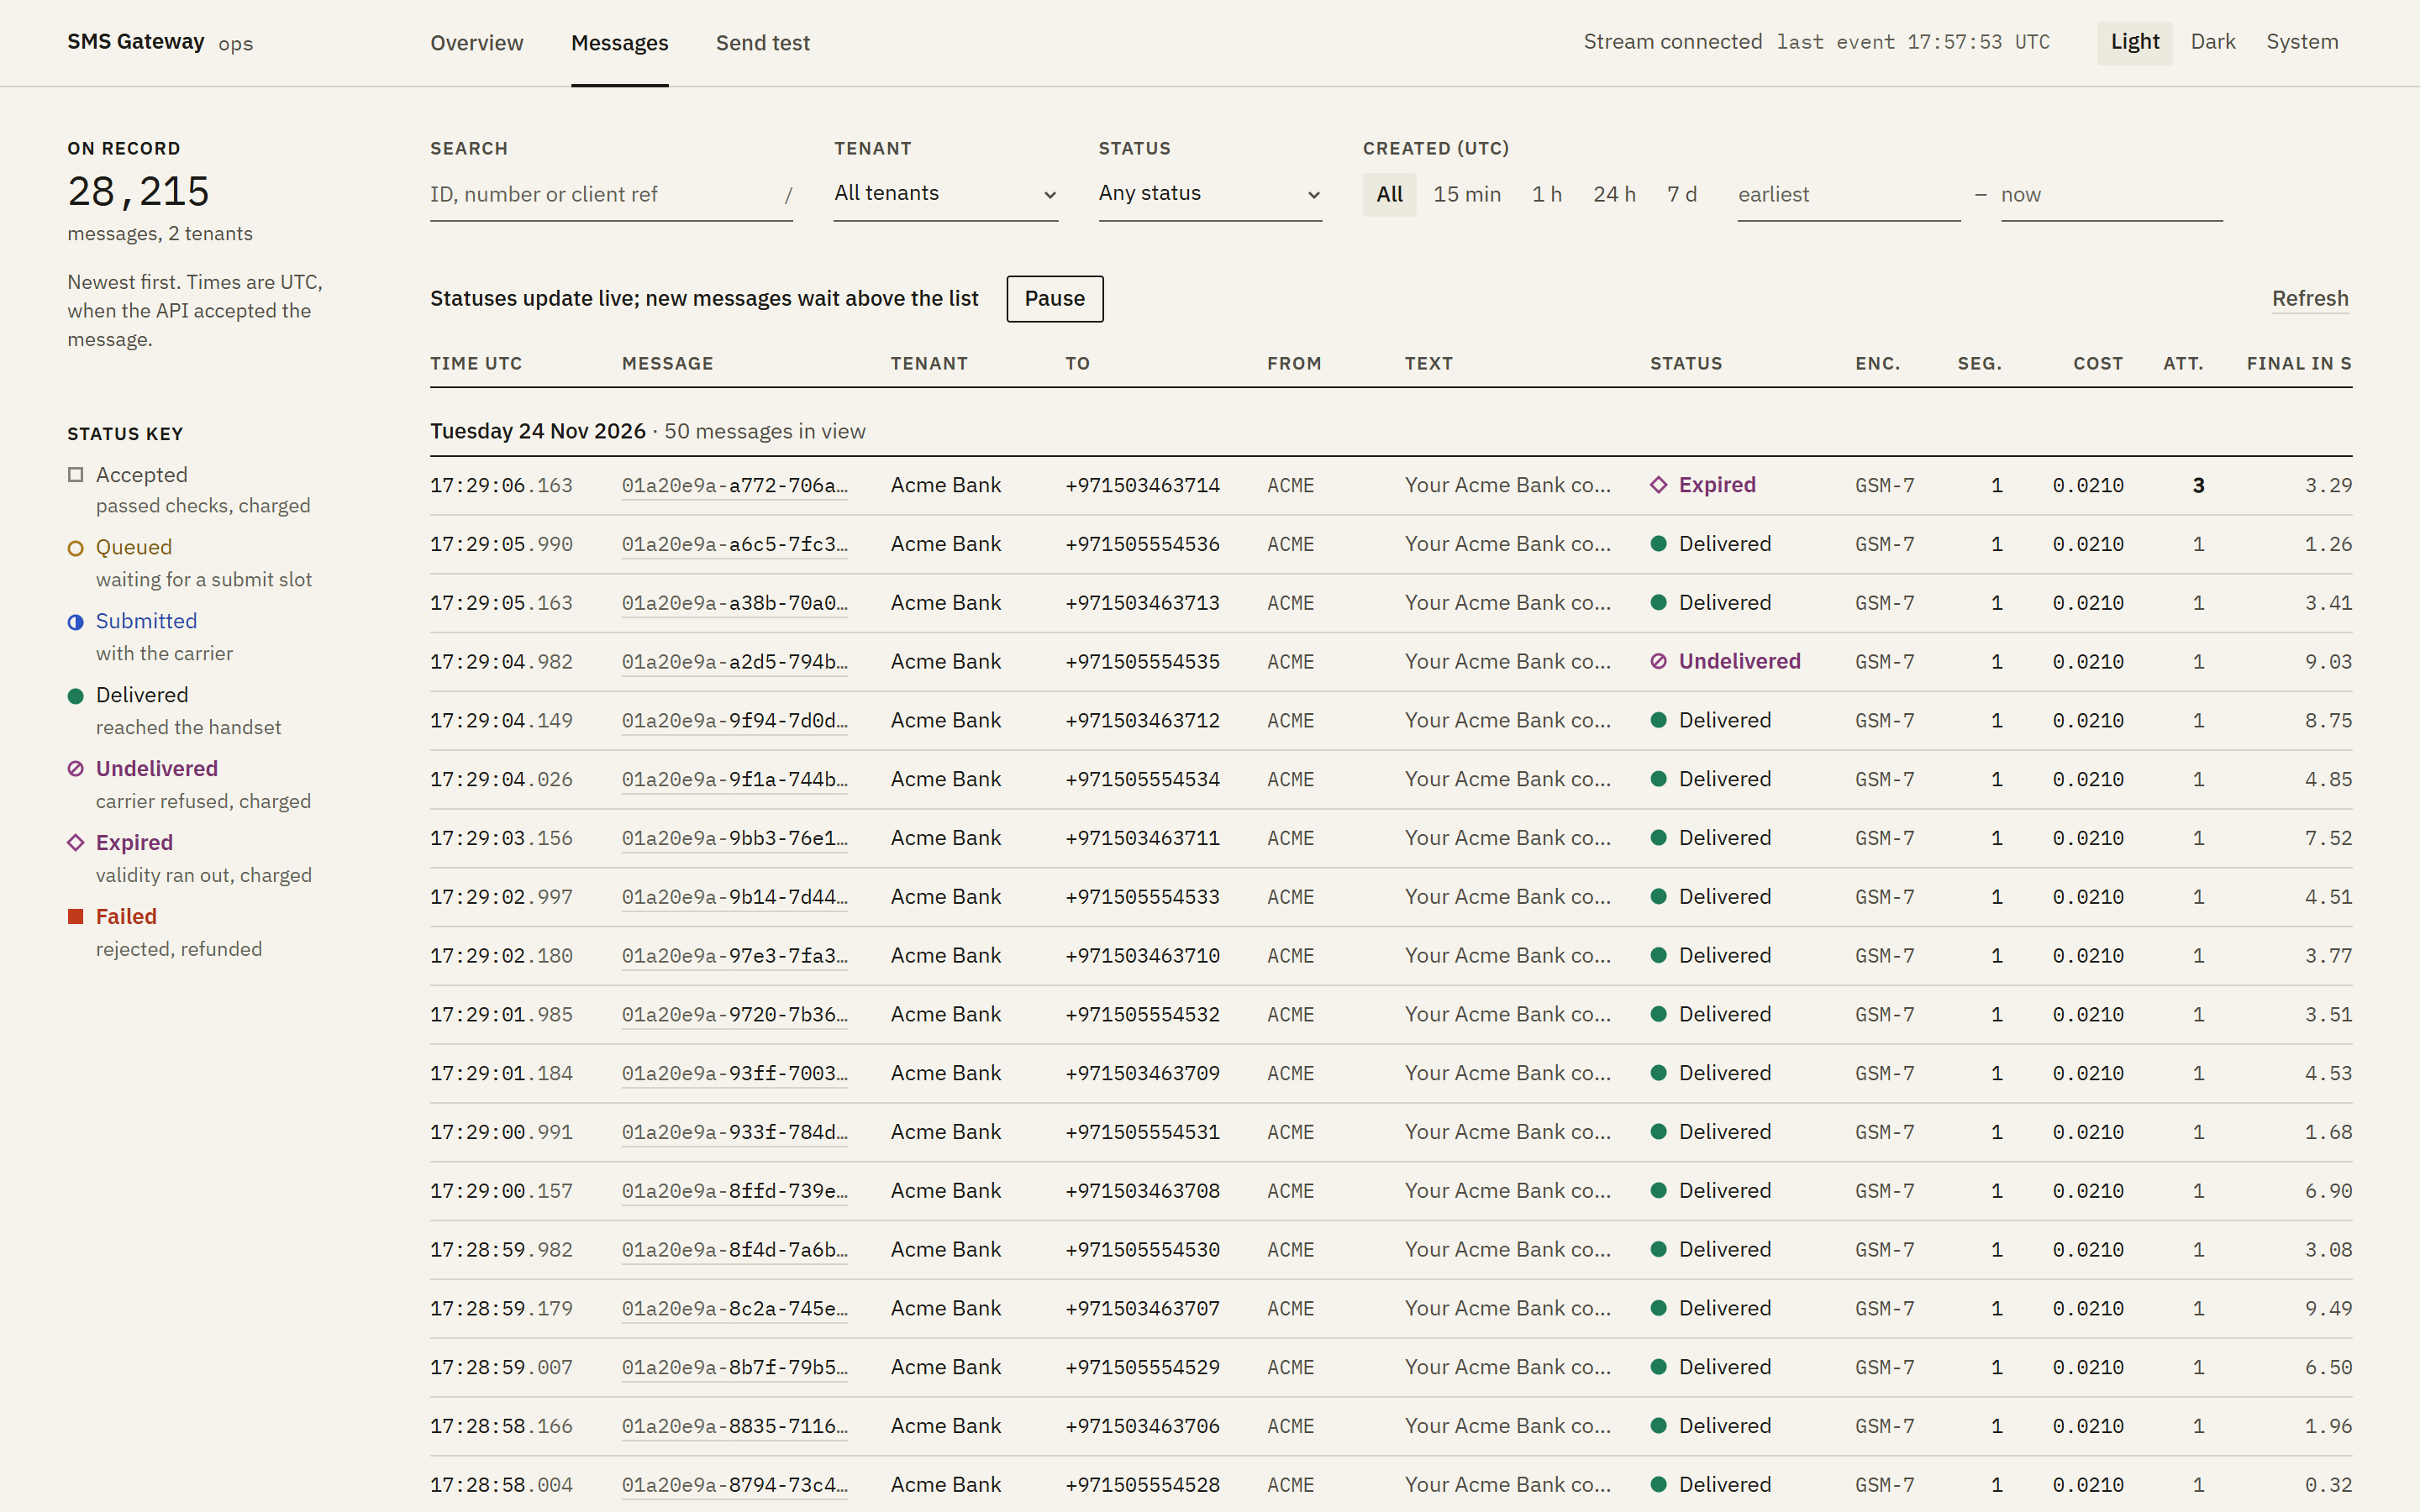 SMS Gateway ops Overview Messages Send test Stream connected last event 17:57:53 UTC Light Dark System
ON RECORD
28,215
messages, 2 tenants
Newest first. Times are UTC,
when the API accepted the
message.
STATUS KEY
Accepted
passed checks, charged
Queued
waiting for a submit slot
Submitted
with the carrier
Delivered
reached the handset
Undelivered
carrier refused, charged
Expired
validity ran out, charged
Failed
rejected, refunded
SEARCH TENANT STATUS CREATED (UTC)
ID, number or client ref / All tenants Any status All 15 min 1 h 24 h 7 d earliest – now
Statuses update live; new messages wait above the list Pause Refresh
TIME UTC MESSAGE TENANT TO FROM TEXT STATUS ENC. SEG. COST ATT. FINAL IN S
Tuesday 24 Nov 2026 · 50 messages in view
17:29:06.163 01a20e9a-a772-706a… Acme Bank +971503463714 ACME Your Acme Bank co… Expired GSM-7 1 0.0210 3 3.29
17:29:05.990 01a20e9a-a6c5-7fc3… Acme Bank +971505554536 ACME Your Acme Bank co… Delivered GSM-7 1 0.0210 1 1.26
17:29:05.163 01a20e9a-a38b-70a0… Acme Bank +971503463713 ACME Your Acme Bank co… Delivered GSM-7 1 0.0210 1 3.41
17:29:04.982 01a20e9a-a2d5-794b… Acme Bank +971505554535 ACME Your Acme Bank co… Undelivered GSM-7 1 0.0210 1 9.03
17:29:04.149 01a20e9a-9f94-7d0d… Acme Bank +971503463712 ACME Your Acme Bank co… Delivered GSM-7 1 0.0210 1 8.75
17:29:04.026 01a20e9a-9f1a-744b… Acme Bank +971505554534 ACME Your Acme Bank co… Delivered GSM-7 1 0.0210 1 4.85
17:29:03.156 01a20e9a-9bb3-76e1… Acme Bank +971503463711 ACME Your Acme Bank co… Delivered GSM-7 1 0.0210 1 7.52
17:29:02.997 01a20e9a-9b14-7d44… Acme Bank +971505554533 ACME Your Acme Bank co… Delivered GSM-7 1 0.0210 1 4.51
17:29:02.180 01a20e9a-97e3-7fa3… Acme Bank +971503463710 ACME Your Acme Bank co… Delivered GSM-7 1 0.0210 1 3.77
17:29:01.985 01a20e9a-9720-7b36… Acme Bank +971505554532 ACME Your Acme Bank co… Delivered GSM-7 1 0.0210 1 3.51
17:29:01.184 01a20e9a-93ff-7003… Acme Bank +971503463709 ACME Your Acme Bank co… Delivered GSM-7 1 0.0210 1 4.53
17:29:00.991 01a20e9a-933f-784d… Acme Bank +971505554531 ACME Your Acme Bank co… Delivered GSM-7 1 0.0210 1 1.68
17:29:00.157 01a20e9a-8ffd-739e… Acme Bank +971503463708 ACME Your Acme Bank co… Delivered GSM-7 1 0.0210 1 6.90
17:28:59.982 01a20e9a-8f4d-7a6b… Acme Bank +971505554530 ACME Your Acme Bank co… Delivered GSM-7 1 0.0210 1 3.08
17:28:59.179 01a20e9a-8c2a-745e… Acme Bank +971503463707 ACME Your Acme Bank co… Delivered GSM-7 1 0.0210 1 9.49
17:28:59.007 01a20e9a-8b7f-79b5… Acme Bank +971505554529 ACME Your Acme Bank co… Delivered GSM-7 1 0.0210 1 6.50
17:28:58.166 01a20e9a-8835-7116… Acme Bank +971503463706 ACME Your Acme Bank co… Delivered GSM-7 1 0.0210 1 1.96
17:28:58.004 01a20e9a-8794-73c4… Acme Bank +971505554528 ACME Your Acme Bank co… Delivered GSM-7 1 0.0210 1 0.32